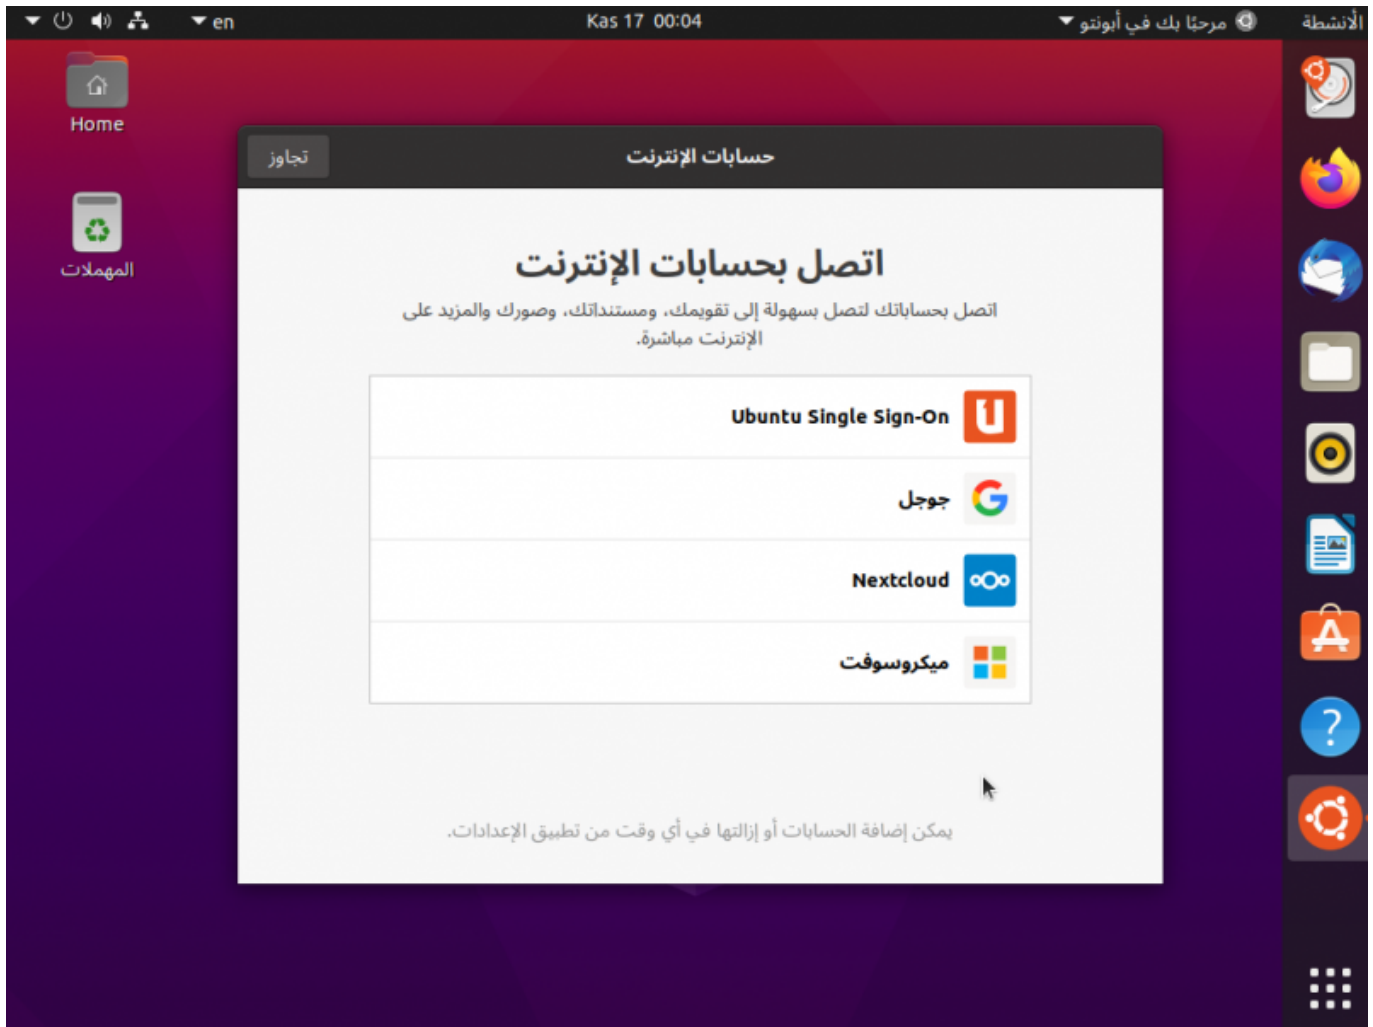 الأنشطة
مرحبًا بك في أبونتو
Kas 17 00:04
en
Home
المهملات
حسابات الإنترنت
تجاوز
اتصل بحسابات الإنترنت
اتصل بحساباتك لتصل بسهولة إلى تقويمك، ومستنداتك، وصورك والمزيد على
الإنترنت مباشرة.
Ubuntu Single Sign-On
جوجل
Nextcloud
ميكروسوفت
يمكن إضافة الحسابات أو إزالتها في أي وقت من تطبيق الإعدادات.